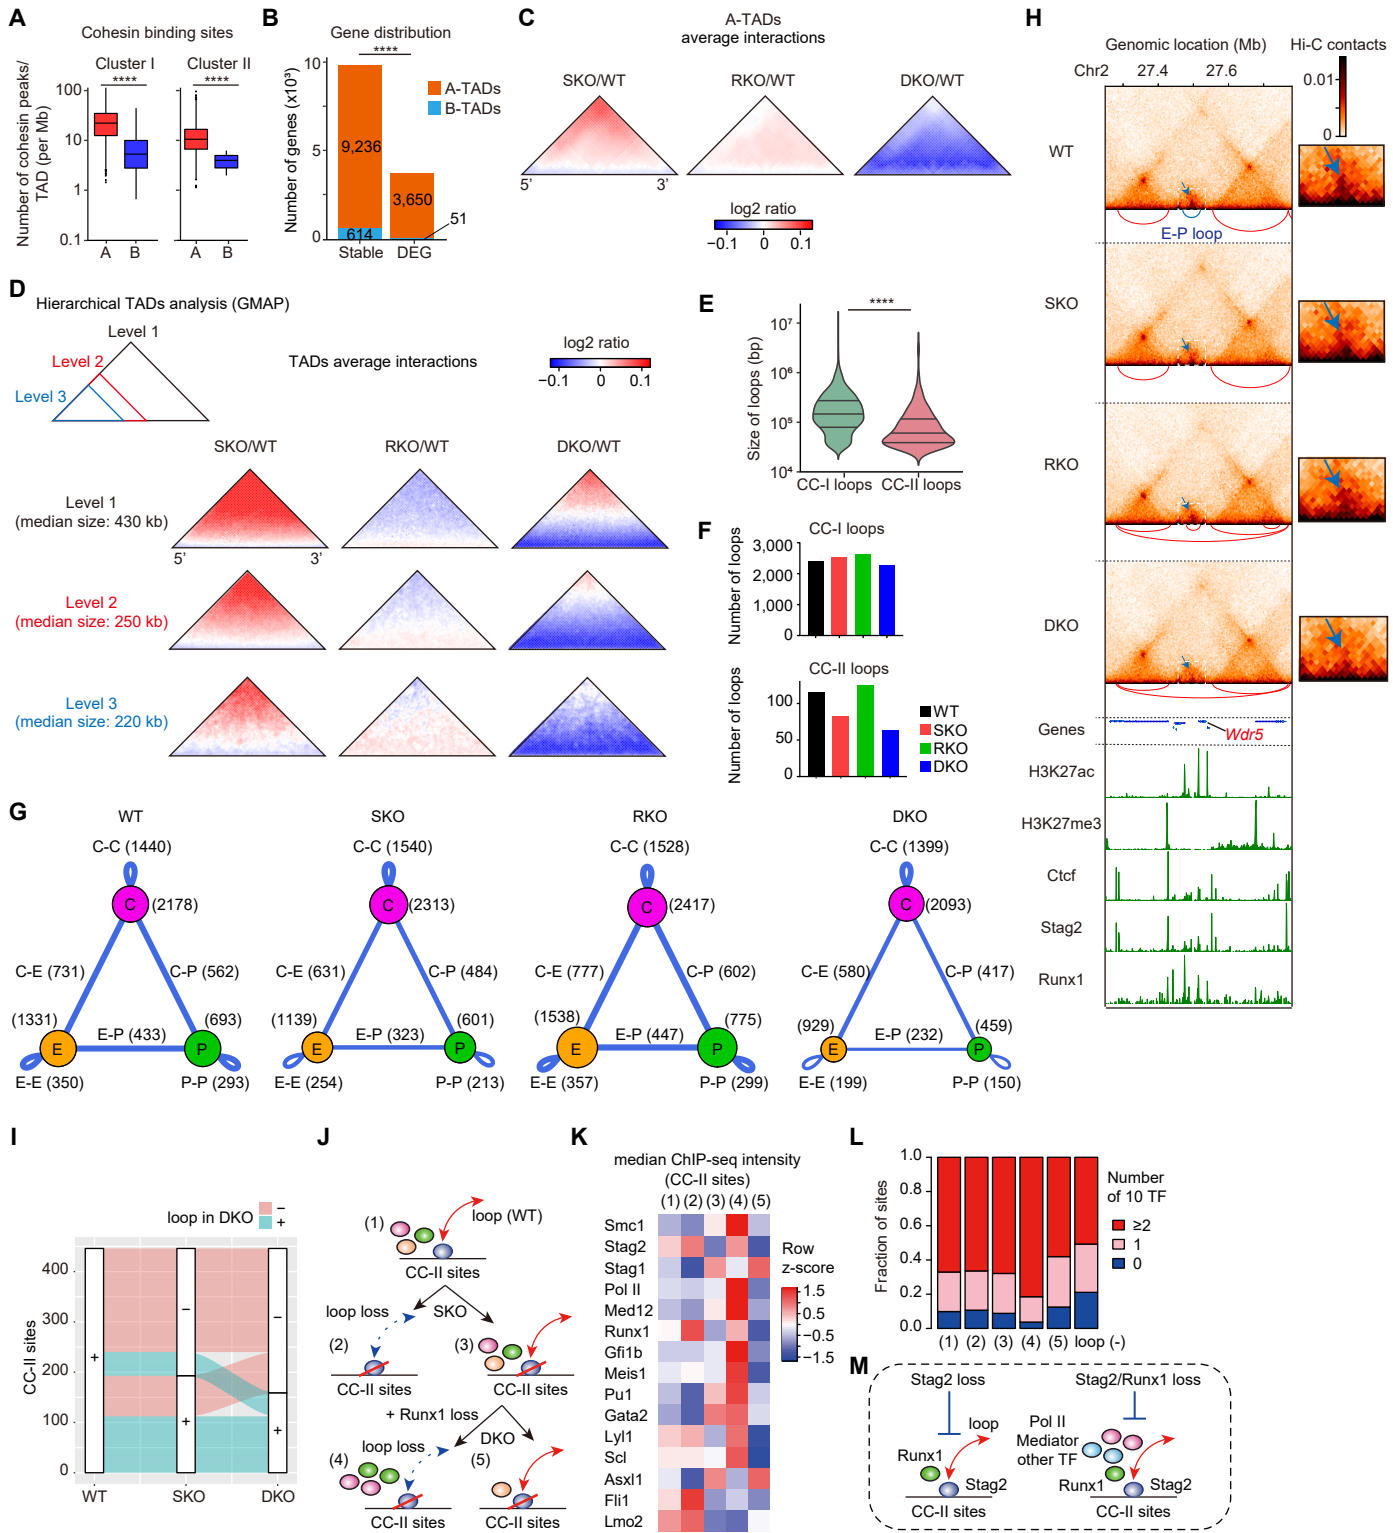 A
Cohesin binding sites
Cluster I
Cluster II
****
****
Number of cohesin peaks/
TAD (per Mb)
100
10
1
0.1
A
B
A
B
B
Gene distribution
****
Number of genes (x10³)
10
5
0
9,236
614
3,650
51
Stable
DEG
A-TADs
B-TADs
C
A-TADs
average interactions
SKO/WT
RKO/WT
DKO/WT
5'
3'
log2 ratio
−0.1
0
0.1
D
Hierarchical TADs analysis (GMAP)
Level 1
Level 2
Level 3
TADs average interactions
log2 ratio
−0.1
0
0.1
SKO/WT
RKO/WT
DKO/WT
Level 1
(median size: 430 kb)
5'
3'
Level 2
(median size: 250 kb)
Level 3
(median size: 220 kb)
E
****
Size of loops (bp)
10⁷
10⁶
10⁵
10⁴
CC-I loops
CC-II loops
F
CC-I loops
Number of loops
3,000
2,000
1,000
0
CC-II loops
Number of loops
100
50
0
WT
SKO
RKO
DKO
G
WT
C-C (1440)
C
(2178)
C-E (731)
C-P (562)
(1331)
(693)
E
E-P (433)
P
E-E (350)
P-P (293)
SKO
C-C (1540)
C
(2313)
C-E (631)
C-P (484)
(1139)
(601)
E
E-P (323)
P
E-E (254)
P-P (213)
RKO
C-C (1528)
C
(2417)
C-E (777)
C-P (602)
(1538)
(775)
E
E-P (447)
P
E-E (357)
P-P (299)
DKO
C-C (1399)
C
(2093)
C-E (580)
C-P (417)
(929)
(459)
E
E-P (232)
P
E-E (199)
P-P (150)
H
Genomic location (Mb)
Chr2
27.4
27.6
Hi-C contacts
0.01
0
WT
E-P loop
SKO
RKO
DKO
Genes
Wdr5
H3K27ac
H3K27me3
Ctcf
Stag2
Runx1
I
loop in DKO
−
+
CC-II sites
400
300
200
100
0
+
−
+
−
+
WT
SKO
DKO
J
(1)
loop (WT)
CC-II sites
loop loss
SKO
(2)
(3)
CC-II sites
CC-II sites
+ Runx1 loss
loop loss
DKO
(4)
(5)
CC-II sites
CC-II sites
K
median ChIP-seq intensity
(CC-II sites)
(1) (2) (3) (4) (5)
Smc1
Stag2
Stag1
Pol II
Med12
Runx1
Gfi1b
Meis1
Pu1
Gata2
Lyl1
Scl
Asxl1
Fli1
Lmo2
Row
z-score
1.5
0.5
−0.5
−1.5
L
Fraction of sites
1.0
0.8
0.6
0.4
0.2
0.0
(1) (2) (3) (4) (5) loop (-)
Number
of 10 TF
≥2
1
0
M
Stag2 loss
loop
Runx1
Stag2
CC-II sites
Stag2/Runx1 loss
Pol II
Mediator
other TF
Runx1
Stag2
CC-II sites